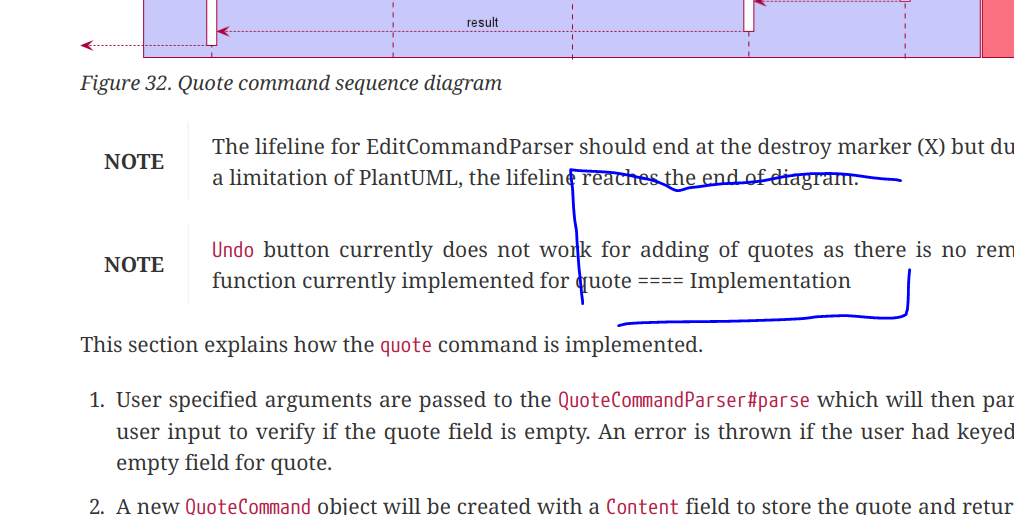 result
Figure 32. Quote command sequence diagram
NOTE
The lifeline for EditCommandParser should end at the destroy marker (X) but du
a limitation of PlantUML, the lifeline reaches the end of diagram.
NOTE
Undo button currently does not work for adding of quotes as there is no rem
function currently implemented for quote ==== Implementation
This section explains how the quote command is implemented.
1. User specified arguments are passed to the QuoteCommandParser#parse which will then par
user input to verify if the quote field is empty. An error is thrown if the user had keyed
empty field for quote.
2. A new QuoteCommand object will be created with a Content field to store the quote and retur